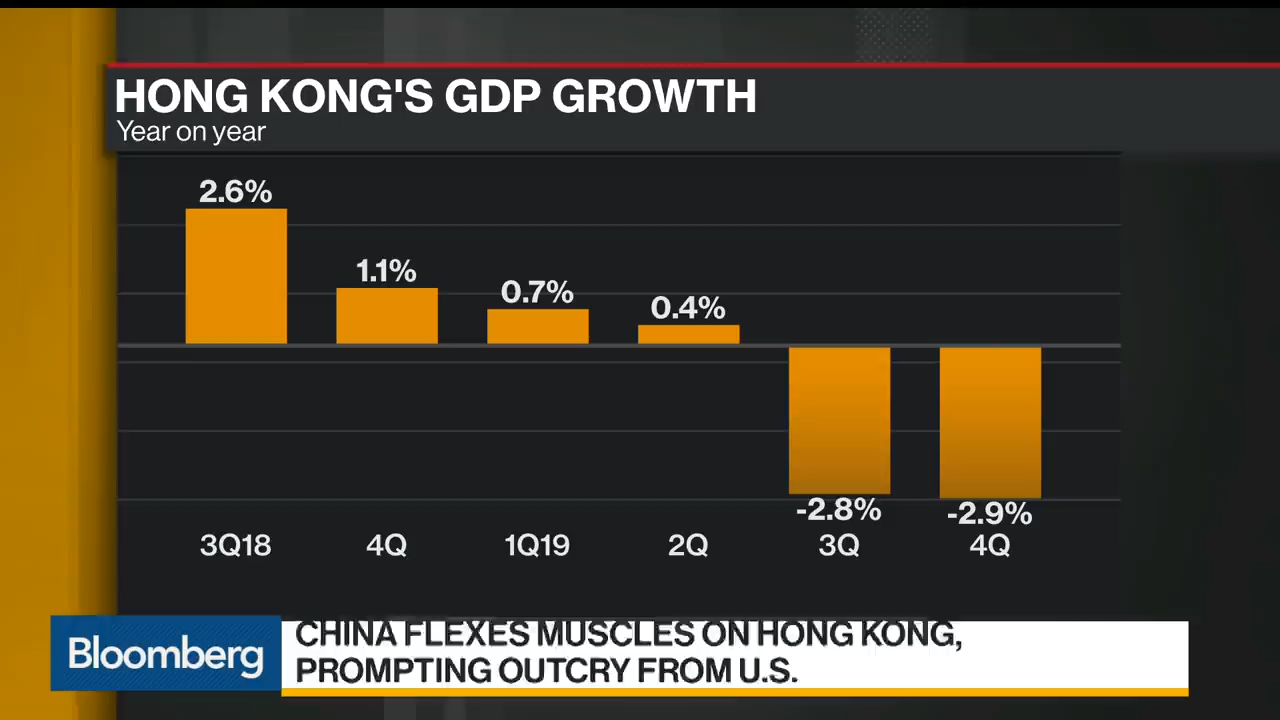 HONG KONG'S GDP GROWTH
Year on year
2.6%
1.1%
0.7%
0.4%
-2.8%
-2.9%
3Q18 4Q 1Q19 2Q 3Q 4Q
Bloomberg
CHINA FLEXES MUSCLES ON HONG KONG,
PROMPTING OUTCRY FROM U.S.